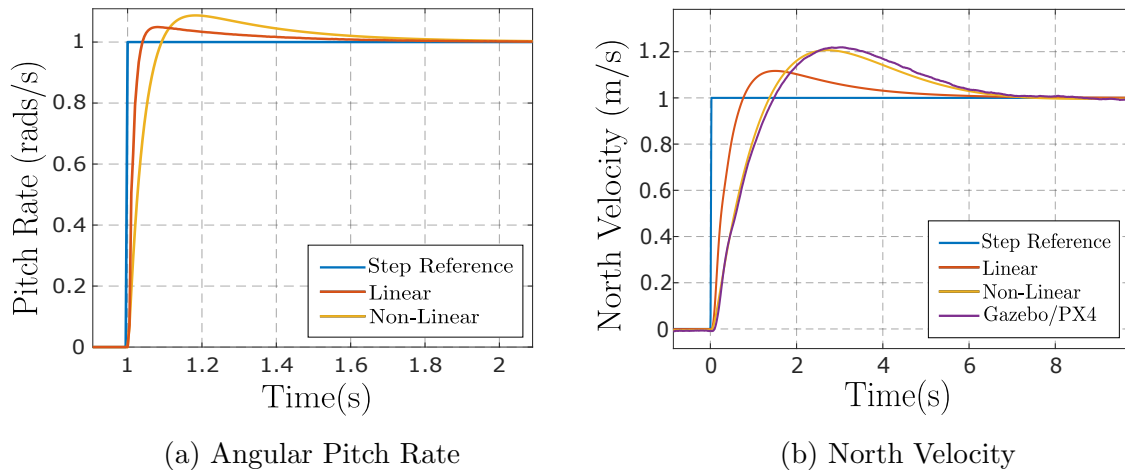 Pitch Rate (rads/s)
1
0.8
0.6
0.4
0.2
0
1
1.2
1.4
1.6
1.8
2
Time(s)
Step Reference
Linear
Non-Linear
(a) Angular Pitch Rate
North Velocity (m/s)
1.2
1
0.8
0.6
0.4
0.2
0
0
2
4
6
8
Time(s)
Step Reference
Linear
Non-Linear
Gazebo/PX4
(b) North Velocity